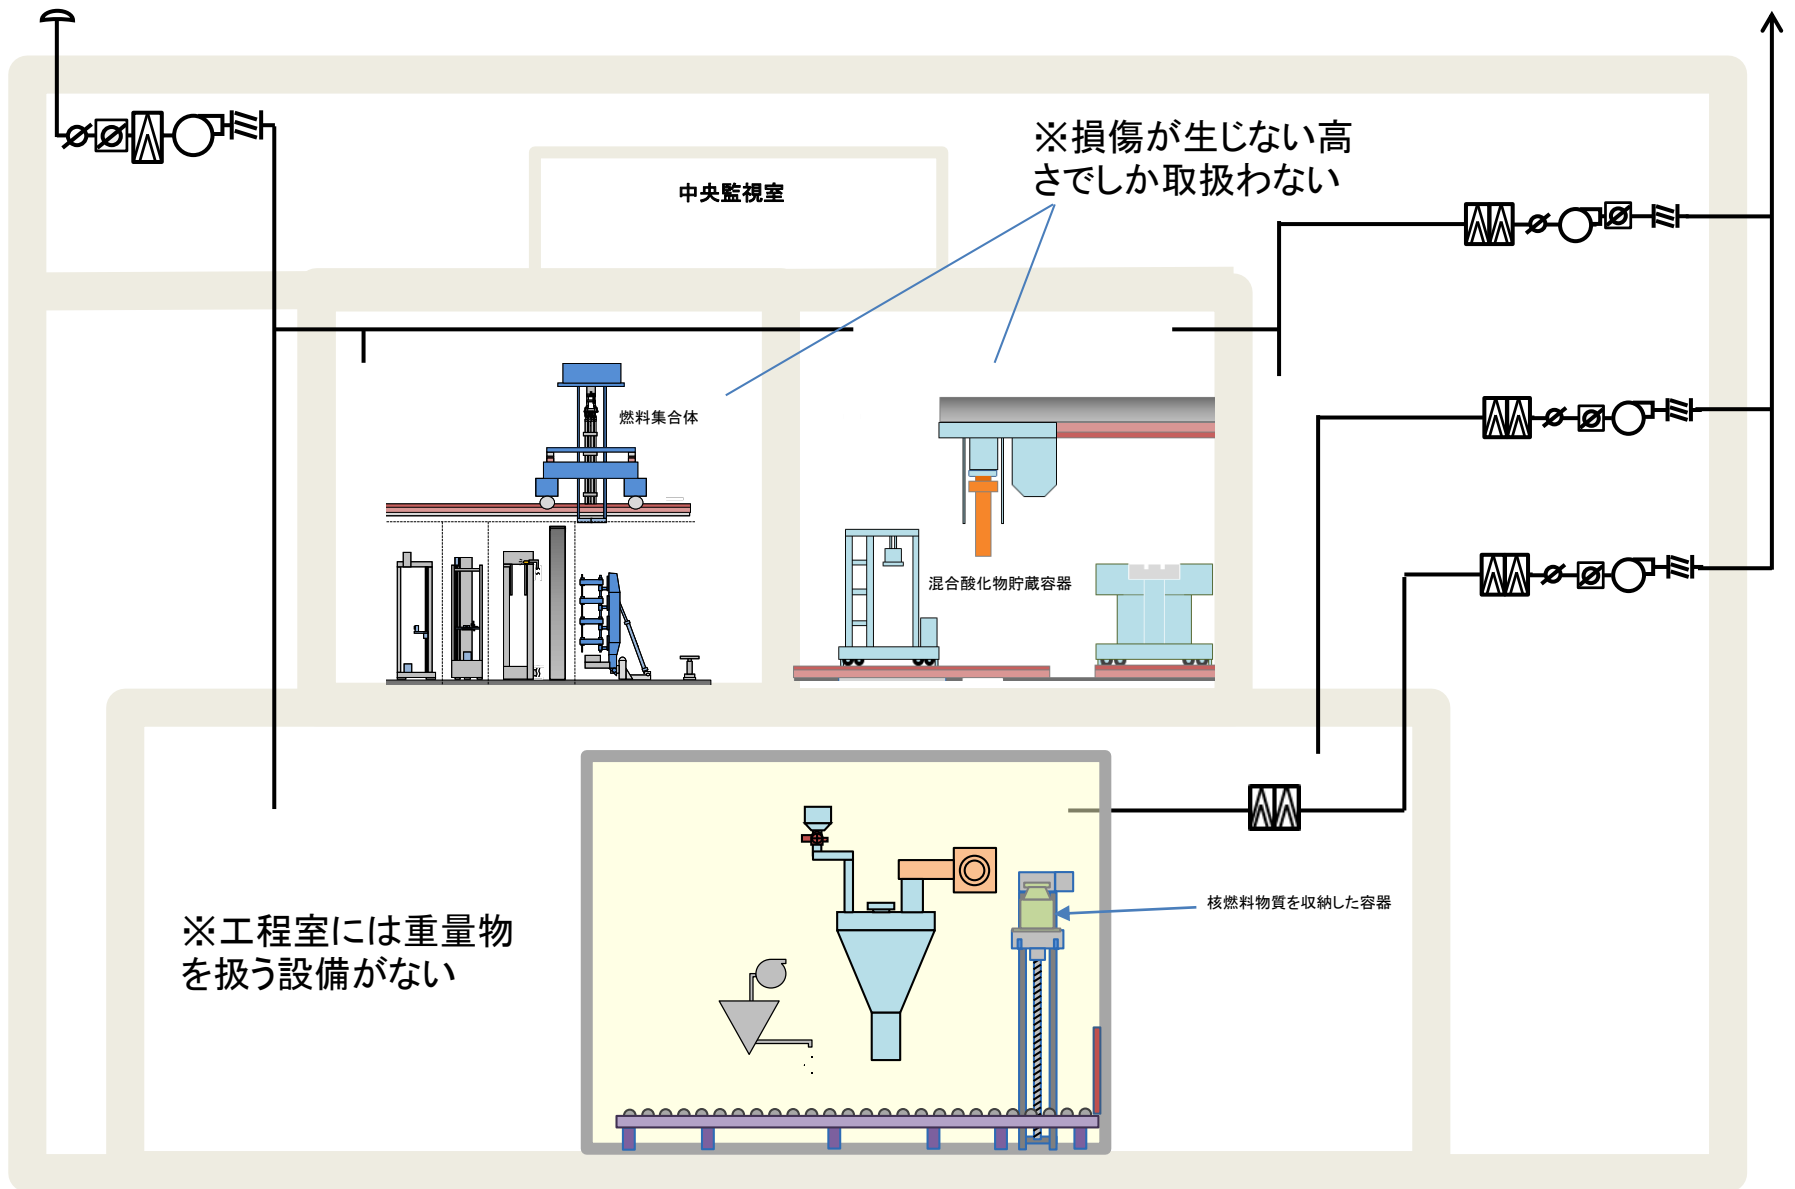 ※損傷が生じない高
さでしか取扱わない
中央監視室
燃料集合体
混合酸化物貯蔵容器
核燃料物質を収納した容器
※工程室には重量物
を扱う設備がない